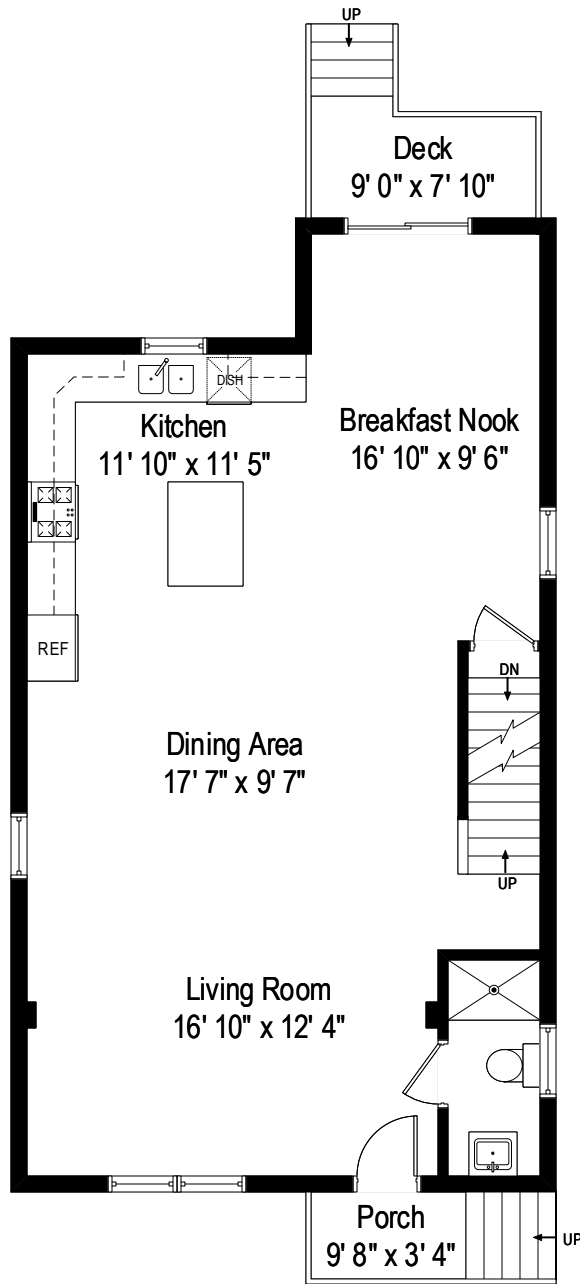 UP
Deck
9' 0" x 7' 10"
DISH
Kitchen
11' 10" x 11' 5"
Breakfast Nook
16' 10" x 9' 6"
REF
DN
Dining Area
17' 7" x 9' 7"
UP
Living Room
16' 10" x 12' 4"
Porch
9' 8" x 3' 4"
UP